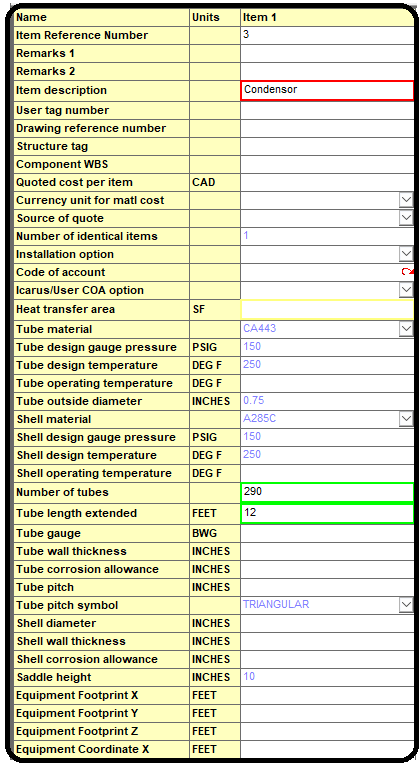 Name Units Item 1
Item Reference Number 3
Remarks 1
Remarks 2
Item description Condensor
User tag number
Drawing reference number
Structure tag
Component WBS
Quoted cost per item CAD
Currency unit for matl cost
Source of quote
Number of identical items 1
Installation option
Code of account
Icarus/User COA option
Heat transfer area SF
Tube material CA443
Tube design gauge pressure PSIG 150
Tube design temperature DEG F 250
Tube operating temperature DEG F
Tube outside diameter INCHES 0.75
Shell material A285C
Shell design gauge pressure PSIG 150
Shell design temperature DEG F 250
Shell operating temperature DEG F
Number of tubes 290
Tube length extended FEET 12
Tube gauge BWG
Tube wall thickness INCHES
Tube corrosion allowance INCHES
Tube pitch INCHES
Tube pitch symbol TRIANGULAR
Shell diameter INCHES
Shell wall thickness INCHES
Shell corrosion allowance INCHES
Saddle height INCHES 10
Equipment Footprint X FEET
Equipment Footprint Y FEET
Equipment Footprint Z FEET
Equipment Coordinate X FEET